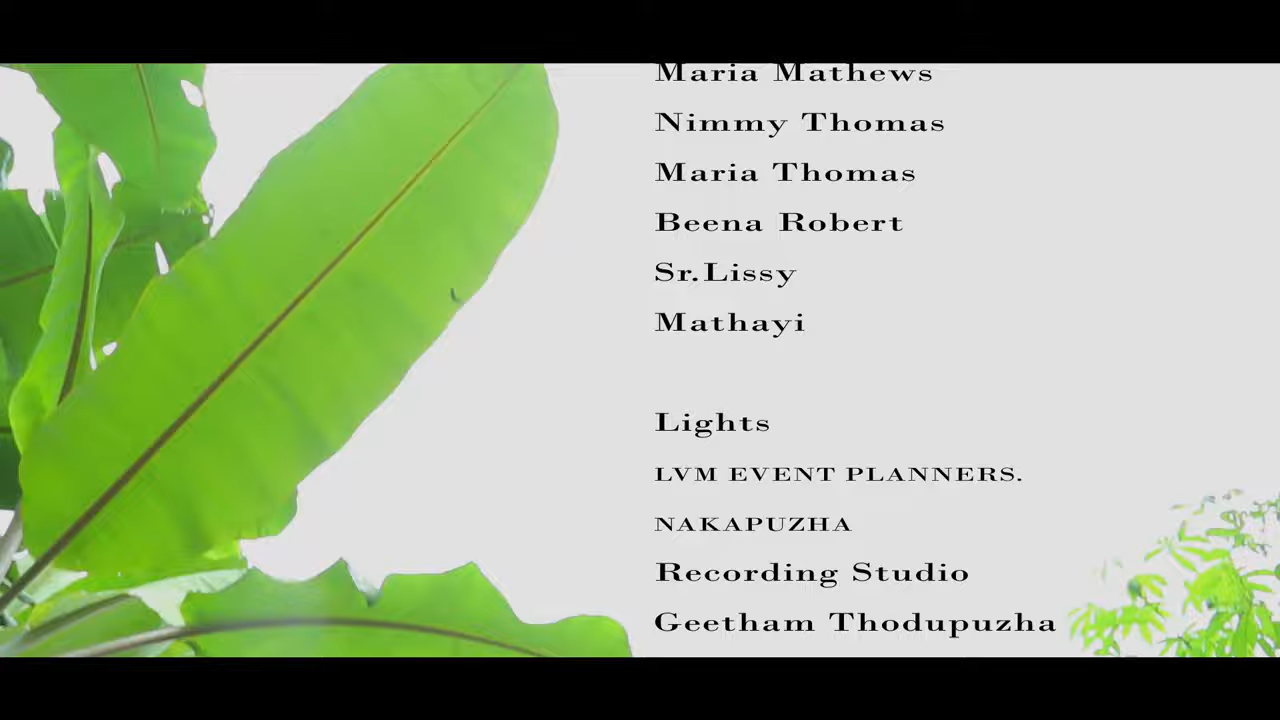 Maria Mathews
Nimmy Thomas
Maria Thomas
Beena Robert
Sr.Lissy
Mathayi
Lights
LVM EVENT PLANNERS.
NAKAPUZHA
Recording Studio
Geetham Thodupuzha